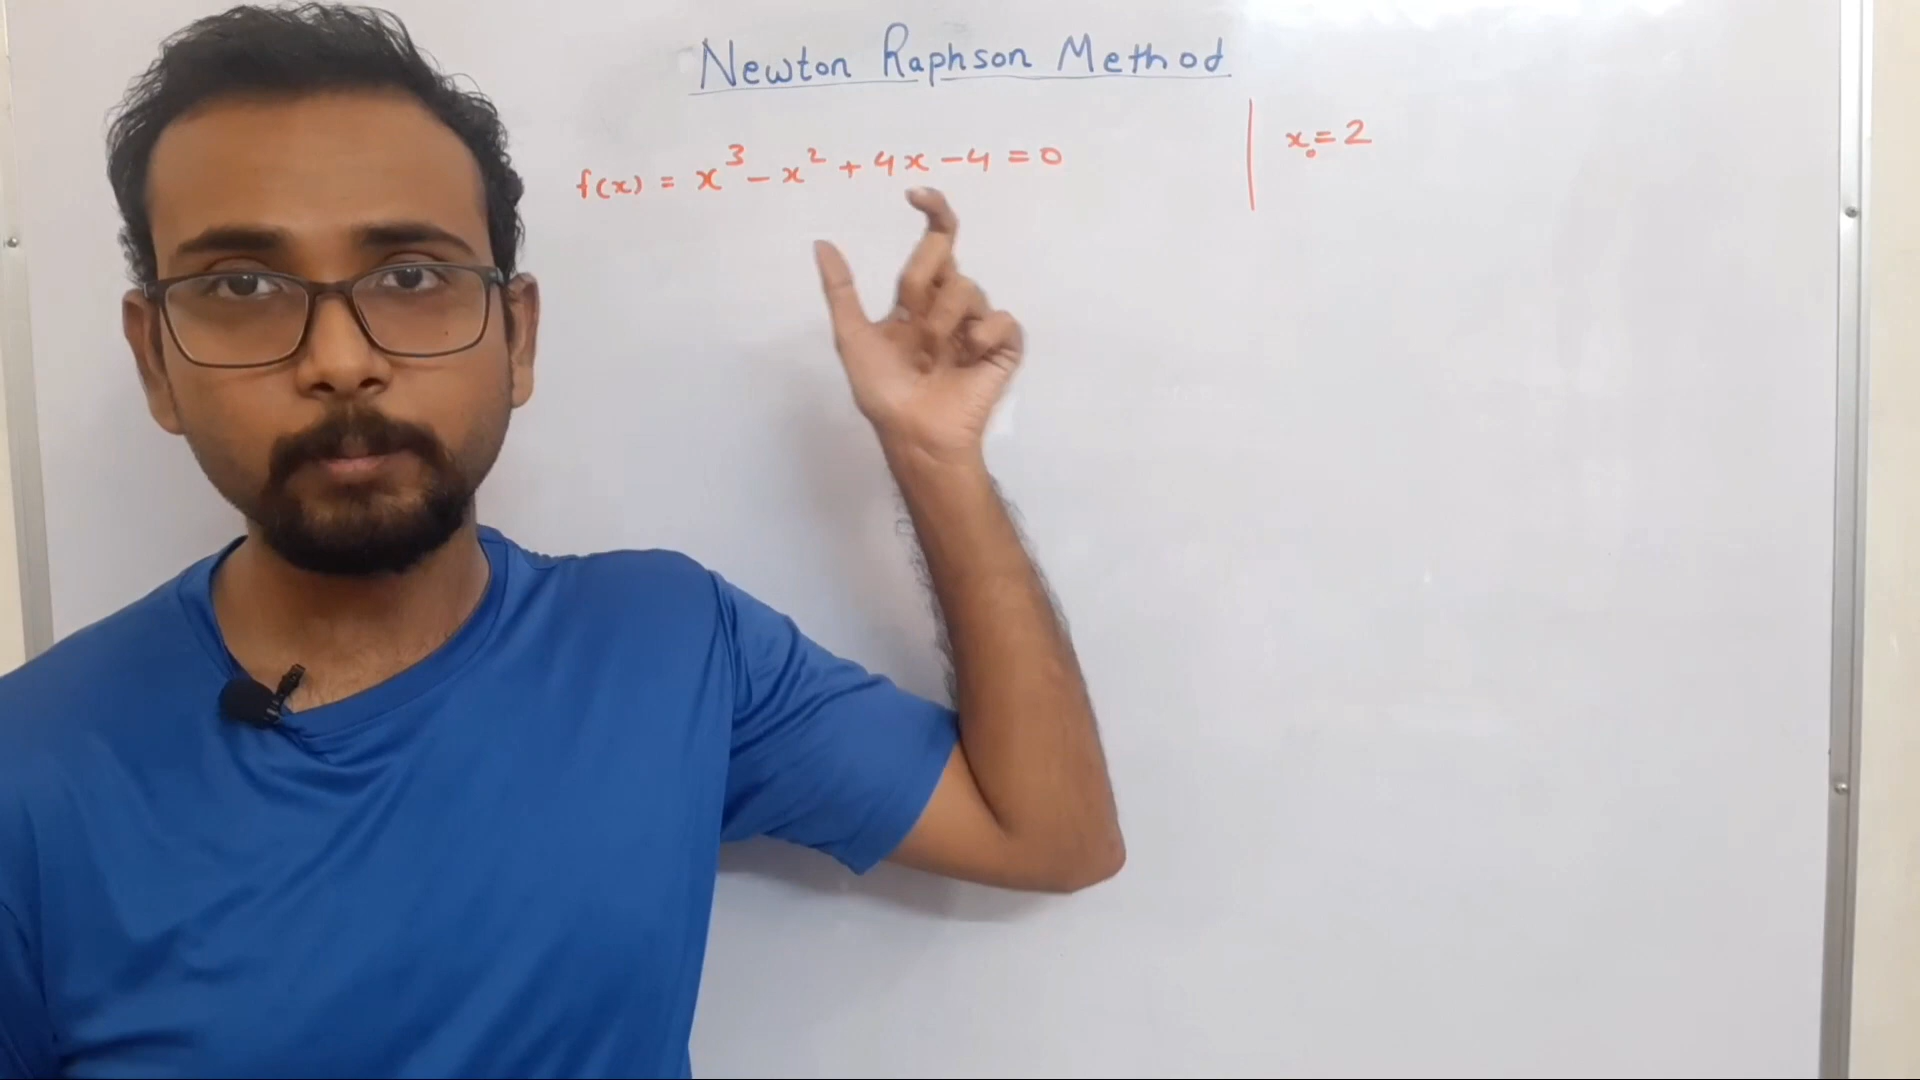 Newton Raphson Method
f(x) = x³ - x² + 4x - 4 = 0
x₀ = 2